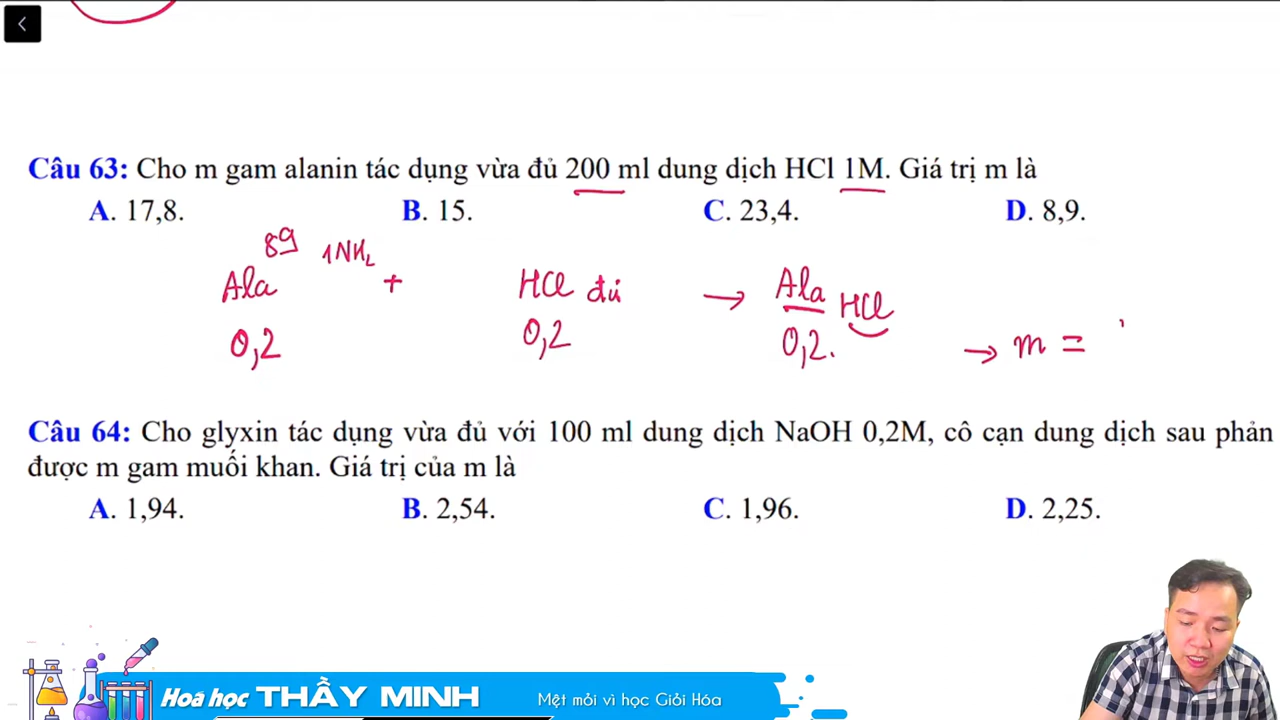 Câu 63: Cho m gam alanin tác dụng vừa đủ 200 ml dung dịch HCl 1M. Giá trị m là
A. 17,8. B. 15. C. 23,4. D. 8,9.
89 1NH₂
Ala + HCl đủ → Ala HCl
0,2 0,2 0,2. → m =
Câu 64: Cho glyxin tác dụng vừa đủ với 100 ml dung dịch NaOH 0,2M, cô cạn dung dịch sau phản
được m gam muối khan. Giá trị của m là
A. 1,94. B. 2,54. C. 1,96. D. 2,25.
Hoá học THẦY MINH Mệt mỏi vì học Giỏi Hóa